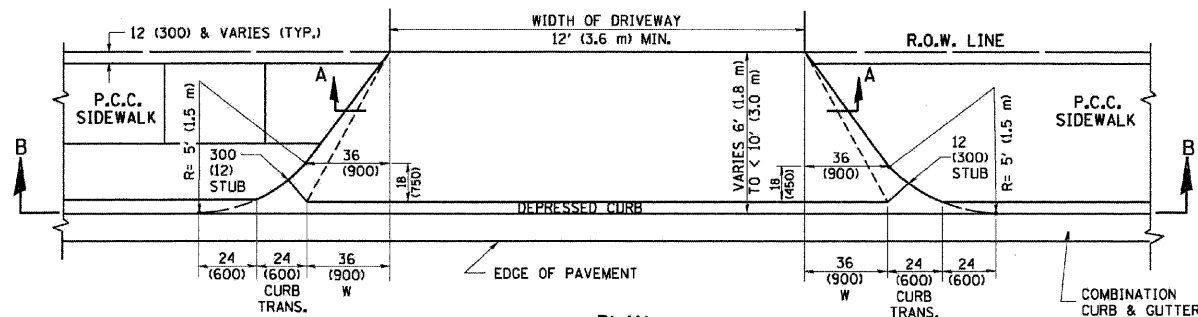 WIDTH OF DRIVEWAY
12' (3.6 m) MIN.
12 (300) & VARIES (TYP.)
R.O.W. LINE
A
A
P.C.C.
SIDEWALK
P.C.C.
SIDEWALK
R= 5' (1.5 m)
VARIES 6' (1.8 m)
TO < 10' (3.0 m)
R= 5' (1.5 m)
B
B
300
(12)
STUB
36
(900)
18
(750)
36
(900)
18
(450)
12
(300)
STUB
DEPRESSED CURB
24
(600)
24
(600)
CURB
TRANS.
36
(900)
W
EDGE OF PAVEMENT
36
(900)
W
24
(600)
CURB
TRANS.
24
(600)
COMBINATION
CURB & GUTTER